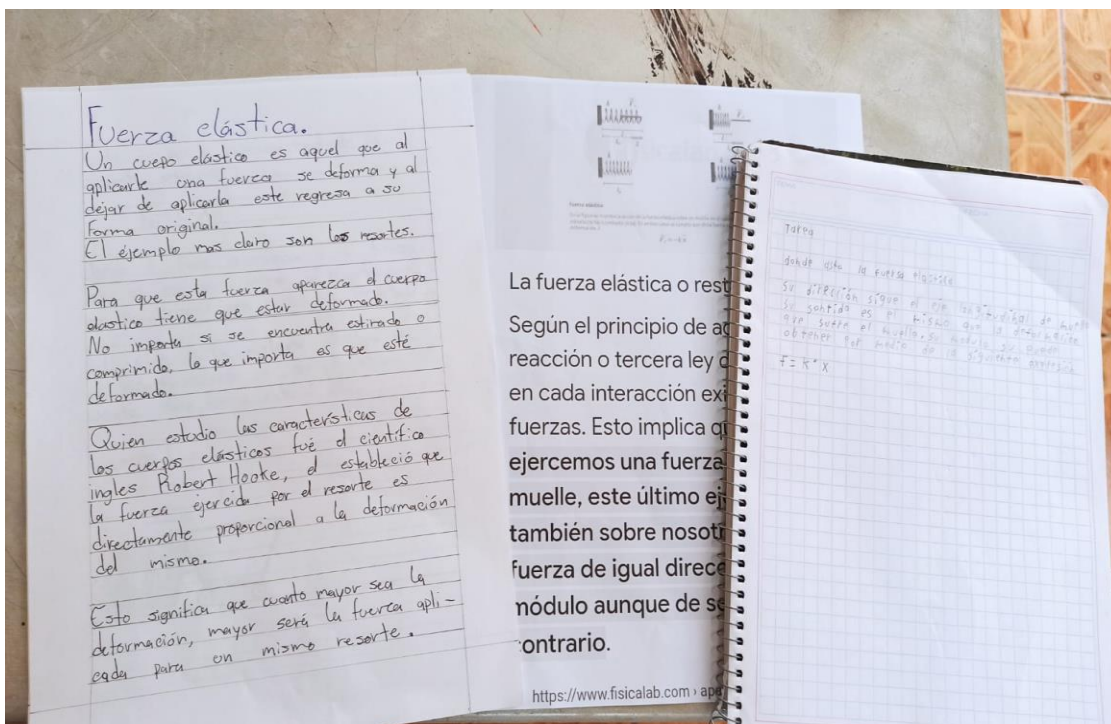 Fuerza elástica.
Un cuepo elástico es aquel que al
aplicarle una fuerza se deforma y al
dejar de aplicarla este regresa a su
forma original.
El ejemplo mas claro son los resortes.
Para que esta fuerza aparezca el cuerpo
elastico tiene que estar deformado.
No importa si se encuentra estirado o
comprimido, lo que importa es que esté
deformado.
Quien estudio las características de
los cuerpos elásticos fué el científico
ingles Robert Hooke, el estableció que
la fuerza ejercida por el resorte es
directamente proporcional a la deformación
del mismo.
Esto significa que cuanto mayor sea la
deformación, mayor será la fuerza apli-
cada para un mismo resorte.
La fuerza elástica o rest
Según el principio de ac
reacción o tercera ley d
en cada interacción exi
fuerzas. Esto implica q
ejercemos una fuerza
muelle, este último ej
también sobre nosotr
fuerza de igual direcc
módulo aunque de se
contrario.
https://www.fisicalab.com › apa
Tarea
donde la fuerza elastica
su dirección sigue el eje longitudinal de muelle
su sentido es el mismo que la deformación
que sufre el muelle, su modulo su puede
obtener por medio la siguiente
F = K * X